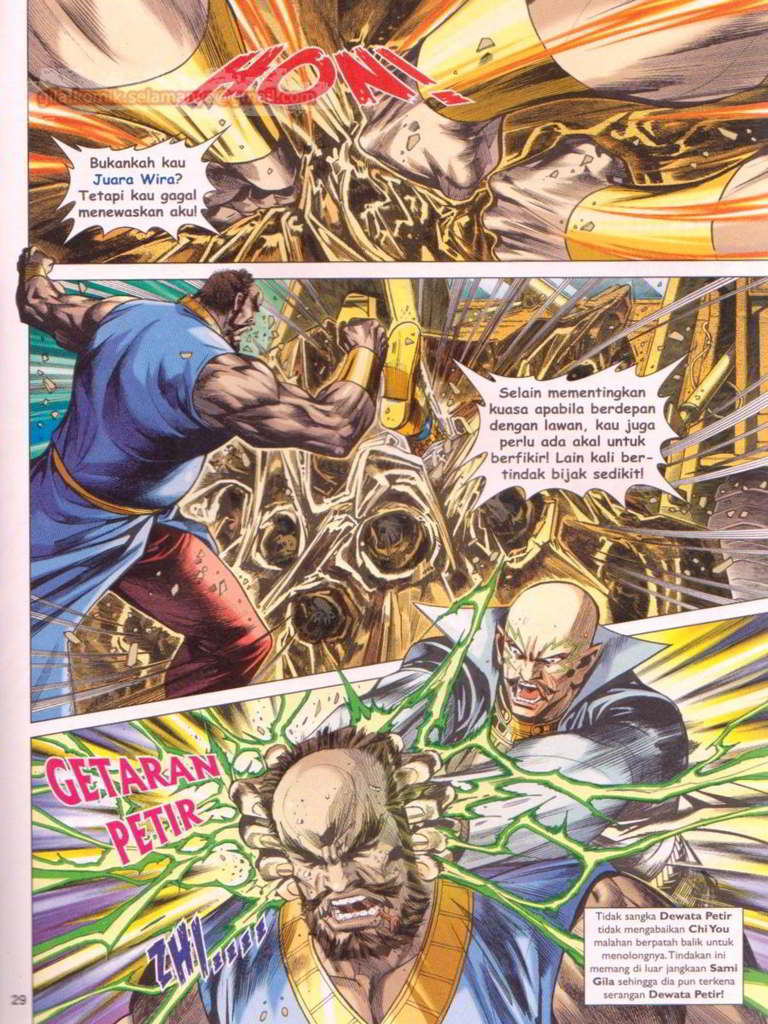 HONI!
Bukankah kau
Juara Wira?
Tetapi kau gagal
menewaskan aku!
Selain mementingkan
kuasa apabila berdepan
dengan lawan, kau juga
perlu ada akal untuk
berfikir! Lain kali ber-
tindak bijak sedikit!
GETARAN
PETIR
ZHI.....
Tidak sangka Dewata Petir
tidak mengabaikan Chi You
malahan berpatah balik untuk
menolongnya. Tindakan ini
memang di luar jangkaan Sami
Gila sehingga dia pun terkena
serangan Dewata Petir!
29